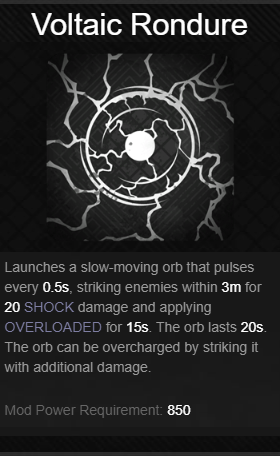 Voltaic Rondure
Launches a slow-moving orb that pulses
every 0.5s, striking enemies within 3m for
20 SHOCK damage and applying
OVERLOADED for 15s. The orb lasts 20s.
The orb can be overcharged by striking it
with additional damage.
Mod Power Requirement: 850